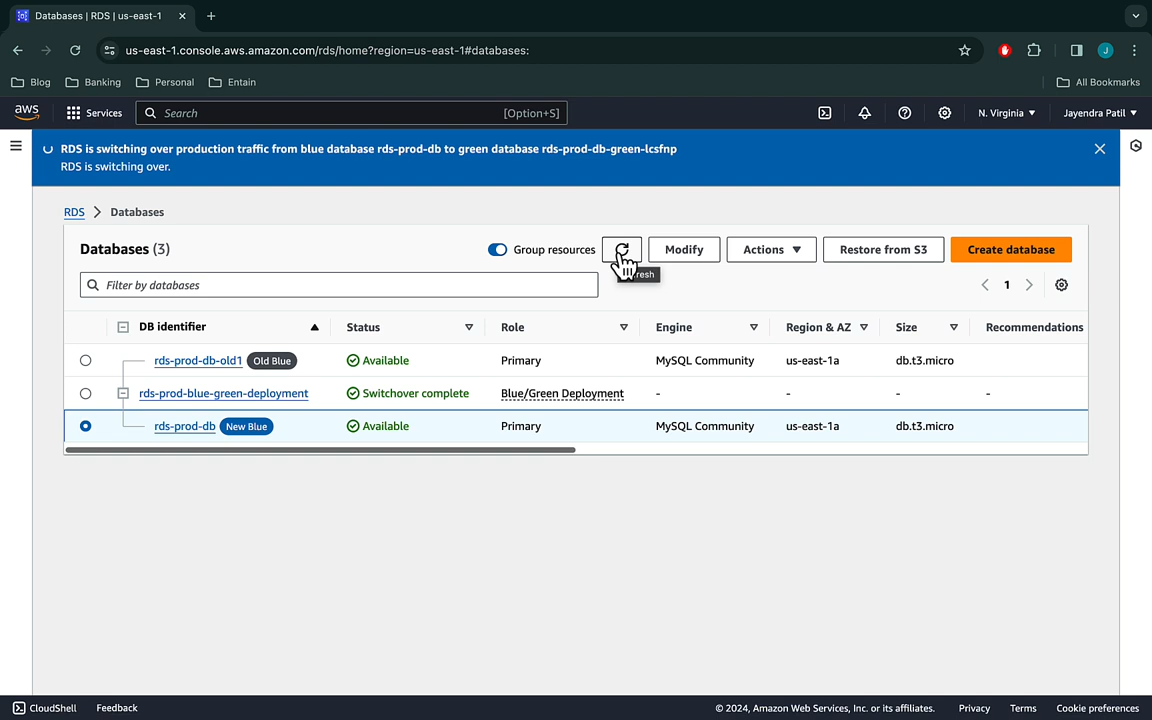 Databases | RDS | us-east-1
us-east-1.console.aws.amazon.com/rds/home?region=us-east-1#databases:
J
Blog
Banking
Personal
Entain
All Bookmarks
aws
Services
Search
[Option+S]
N. Virginia
Jayendra Patil
RDS is switching over production traffic from blue database rds-prod-db to green database rds-prod-db-green-lcsfnp
RDS is switching over.
RDS
Databases
Databases (3)
Group resources
Modify
Actions
Restore from S3
Create database
Filter by databases
1
DB identifier
Status
Role
Engine
Region & AZ
Size
Recommendations
rds-prod-db-old1
Old Blue
Available
Primary
MySQL Community
us-east-1a
db.t3.micro
rds-prod-blue-green-deployment
Switchover complete
Blue/Green Deployment
-
-
-
-
rds-prod-db
New Blue
Available
Primary
MySQL Community
us-east-1a
db.t3.micro
CloudShell
Feedback
© 2024, Amazon Web Services, Inc. or its affiliates.
Privacy
Terms
Cookie preferences